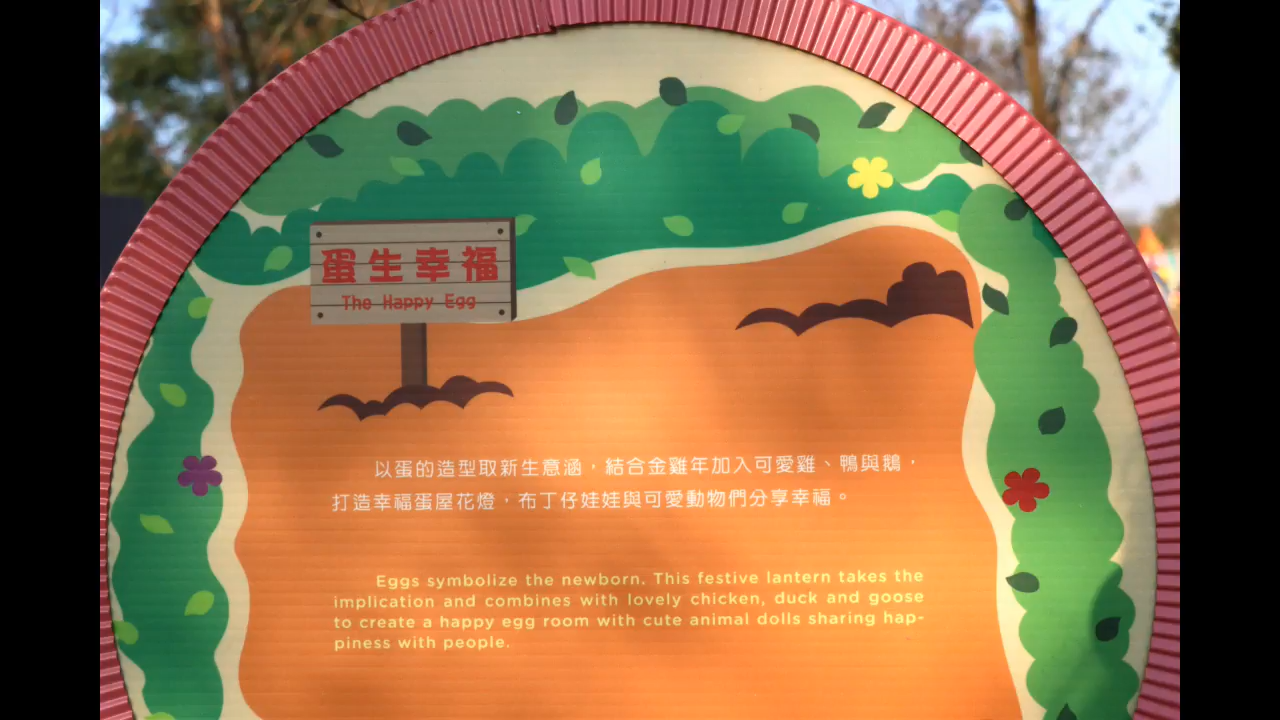 蛋生幸福
The Happy Egg
以蛋的造型取新生意涵，結合金雞年加入可愛雞、鴨與鵝，
打造幸福蛋屋花燈，布丁仔娃娃與可愛動物們分享幸福。
Eggs symbolize the newborn. This festive lantern takes the
implication and combines with lovely chicken, duck and goose
to create a happy egg room with cute animal dolls sharing hap-
piness with people.